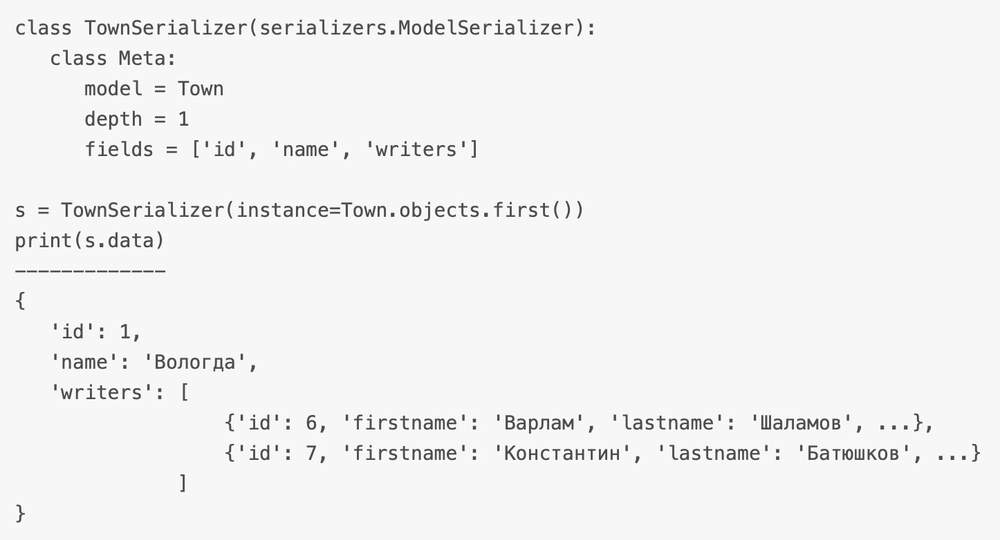 class TownSerializer(serializers.ModelSerializer):
   class Meta:
      model = Town
      depth = 1
      fields = ['id', 'name', 'writers']

s = TownSerializer(instance=Town.objects.first())
print(s.data)
-------------
{
   'id': 1,
   'name': 'Вологда',
   'writers': [
                  {'id': 6, 'firstname': 'Варлам', 'lastname': 'Шаламов', ...},
                  {'id': 7, 'firstname': 'Константин', 'lastname': 'Батюшков', ...}
              ]
}